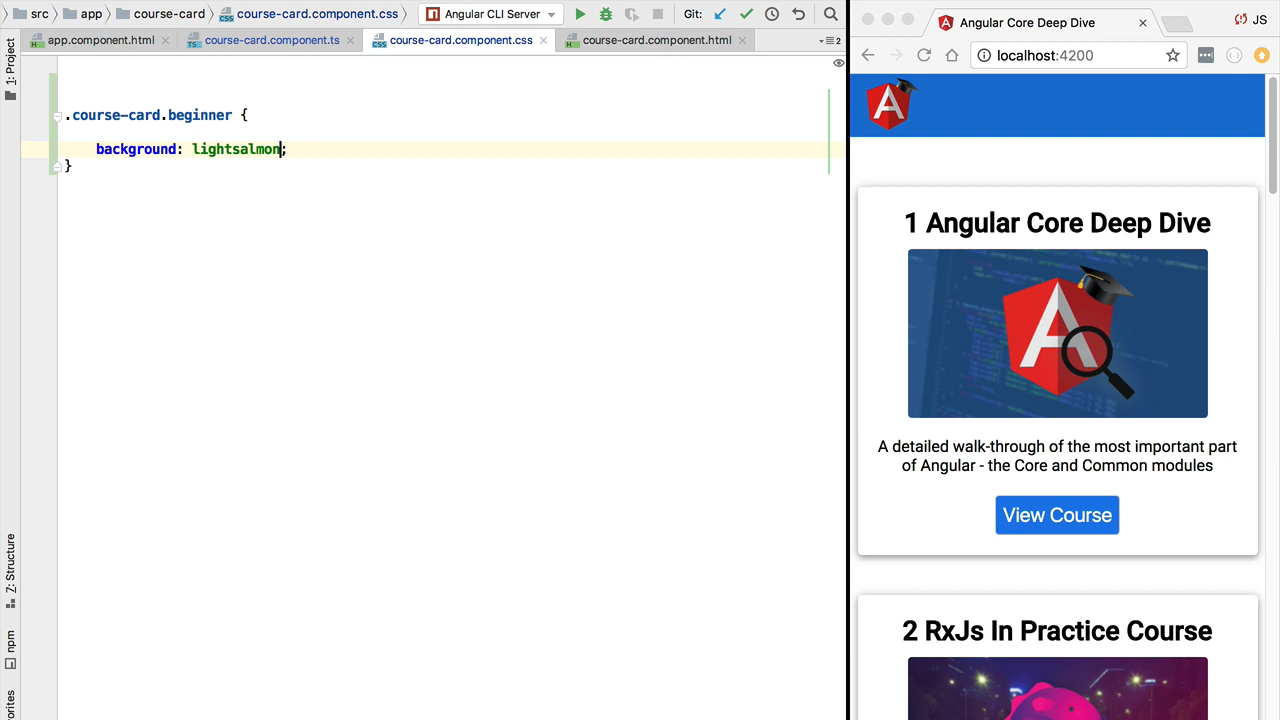 src app course-card course-card.component.css Angular CLI Server Git:
app.component.html course-card.component.ts course-card.component.css course-card.component.html 2
1: Project
.course-card.beginner {
background: lightsalmon;
}
Z: Structure
npm
orites
Angular Core Deep Dive JS
localhost:4200
1 Angular Core Deep Dive
A detailed walk-through of the most important part
of Angular - the Core and Common modules
View Course
2 RxJs In Practice Course